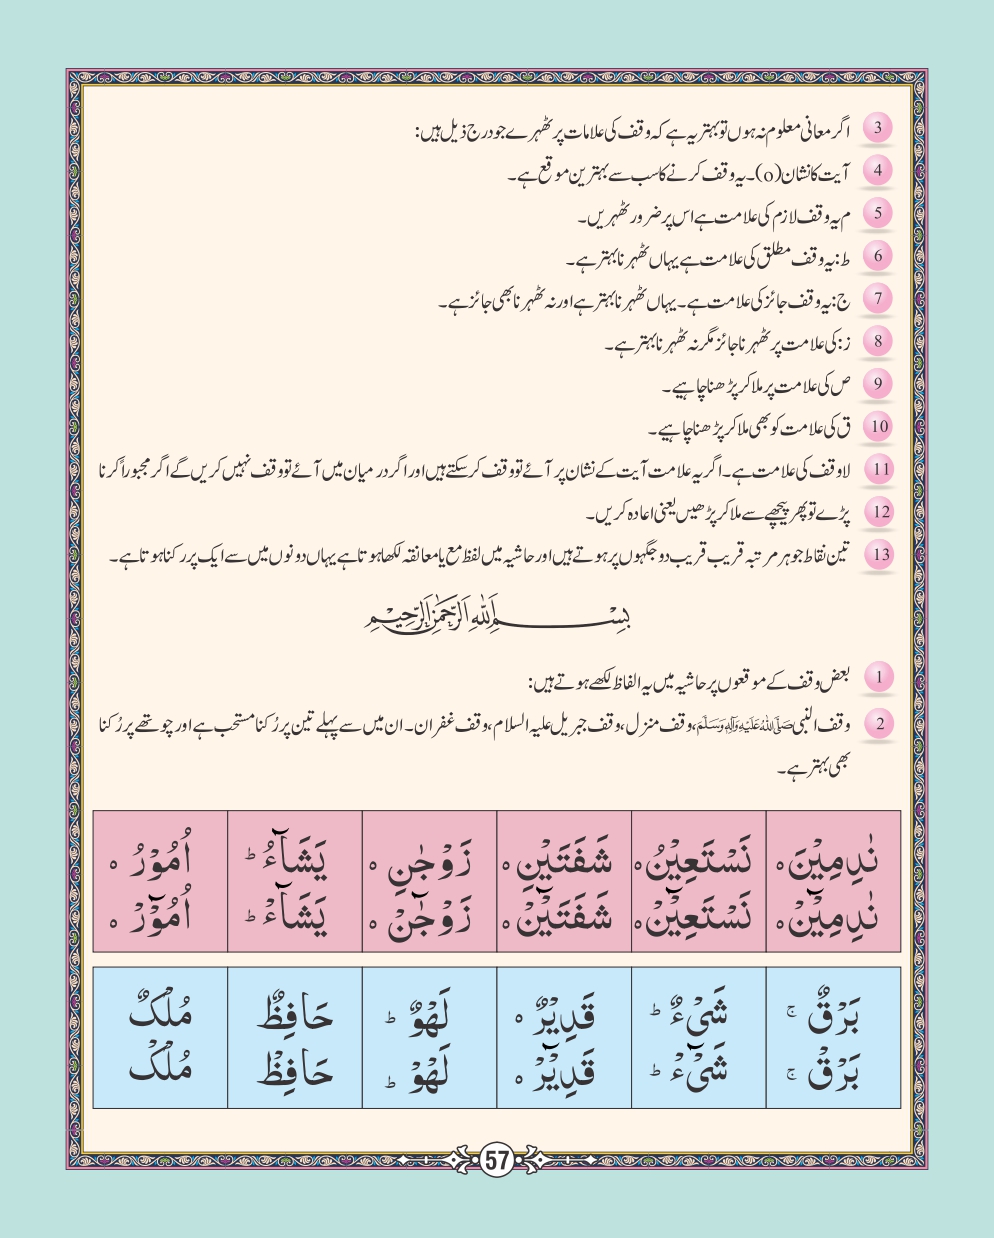 3 اگر معانی معلوم نہ ہوں تو بہتر یہ ہے کہ وقف کی علامات پر ٹھہرے جو درج ذیل ہیں:
4 آیت کا نشان (o)۔ یہ وقف کرنے کا سب سے بہترین موقع ہے۔
5 م یہ وقف لازم کی علامت ہے اس پر ضرور ٹھہریں۔
6 ط: یہ وقف مطلق کی علامت ہے یہاں ٹھہرنا بہتر ہے۔
7 ج: یہ وقف جائز کی علامت ہے۔ یہاں ٹھہرنا بہتر ہے اور نہ ٹھہرنا بھی جائز ہے۔
8 ز: کی علامت پر ٹھہرنا جائز مگر نہ ٹھہرنا بہتر ہے۔
9 ص کی علامت پر ملا کر پڑھنا چاہیے۔
10 ق کی علامت کو بھی ملا کر پڑھنا چاہیے۔
11 لا وقف کی علامت ہے۔ اگر یہ علامت آیت کے نشان پر آئے تو وقف کر سکتے ہیں اور اگر درمیان میں آئے تو وقف نہیں کریں گے اگر مجبوراً کرنا
12 پڑے تو پھر پیچھے سے ملا کر پڑھیں یعنی اعادہ کریں۔
13 تین نقاط جو ہر مرتبہ قریب قریب دو جگہوں پر ہوتے ہیں اور حاشیہ میں لفظ مع یا معانقہ لکھا ہوتا ہے یہاں دونوں میں سے ایک پر رکنا ہوتا ہے۔
بسم اللہ الرحمٰن الرحیم
1 بعض وقف کے موقعوں پر حاشیہ میں یہ الفاظ لکھے ہوتے ہیں:
2 وقف النبی صَلَّی اللہُ عَلَیْہِ وَآلِہٖ وَسَلَّمَ، وقف منزل، وقف جبریل علیہ السلام، وقف غفران۔ ان میں سے پہلے تین پر رُکنا مستحب ہے اور چوتھے پر رُکنا
بھی بہتر ہے۔
نٰدِمِیْنَ ہ نَسْتَعِیْنُ ہ شَفَتَیْنِ ہ زَوْجٰنِ ہ یَشَآءُ ط اُمُوْرُ ہ
نٰدِمِیْٓنْ ہ نَسْتَعِیْٓنْ ہ شَفَتَیْٓنْ ہ زَوْجٰٓنْ ہ یَشَآءْ ط اُمُوْٓرْ ہ
بَرْقٌ ج شَیْءٌ ط قَدِیْرٌ ہ لَهْوٌ ط حَافِظٌ مُلْکٌ
بَرْقْ ج شَیْٓءْ ط قَدِیْٓرْ ہ لَهْوْ ط حَافِظْ مُلْکْ
57